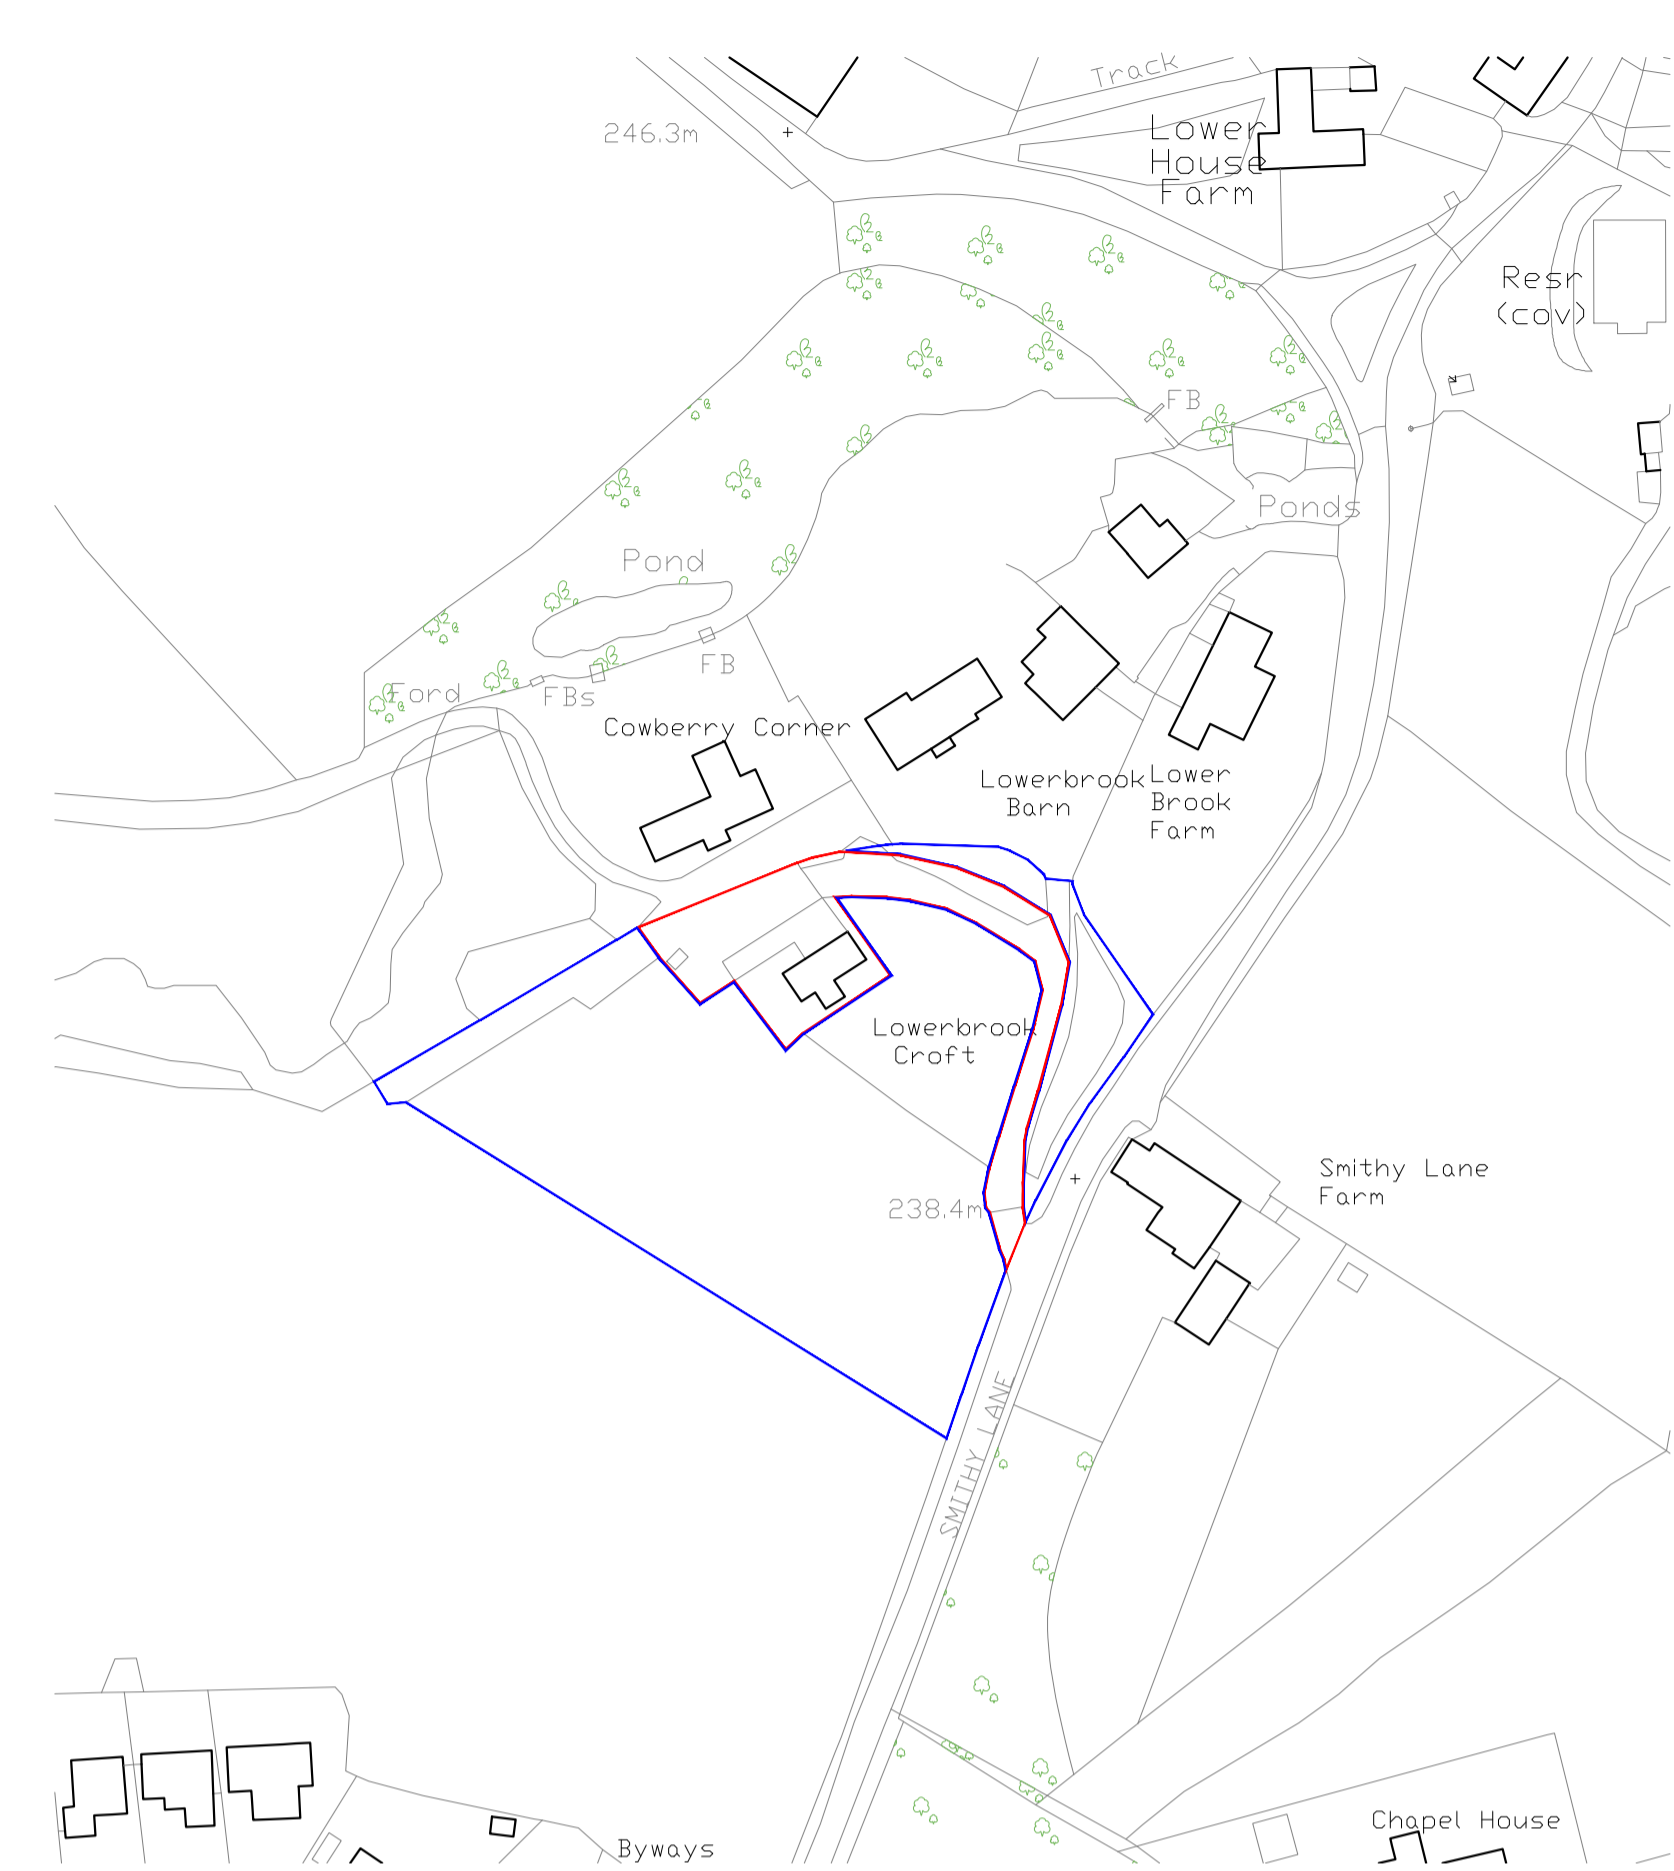 Track
246.3m
Lower
House
Farm
Resr
(cov)
FB
Ponds
Pond
FB
Ford
FBs
Cowberry Corner
Lowerbrook
Barn
Lower
Brook
Farm
Lowerbrook
Croft
Smithy Lane
Farm
238.4m
SMITHY LANE
Chapel House
Byways